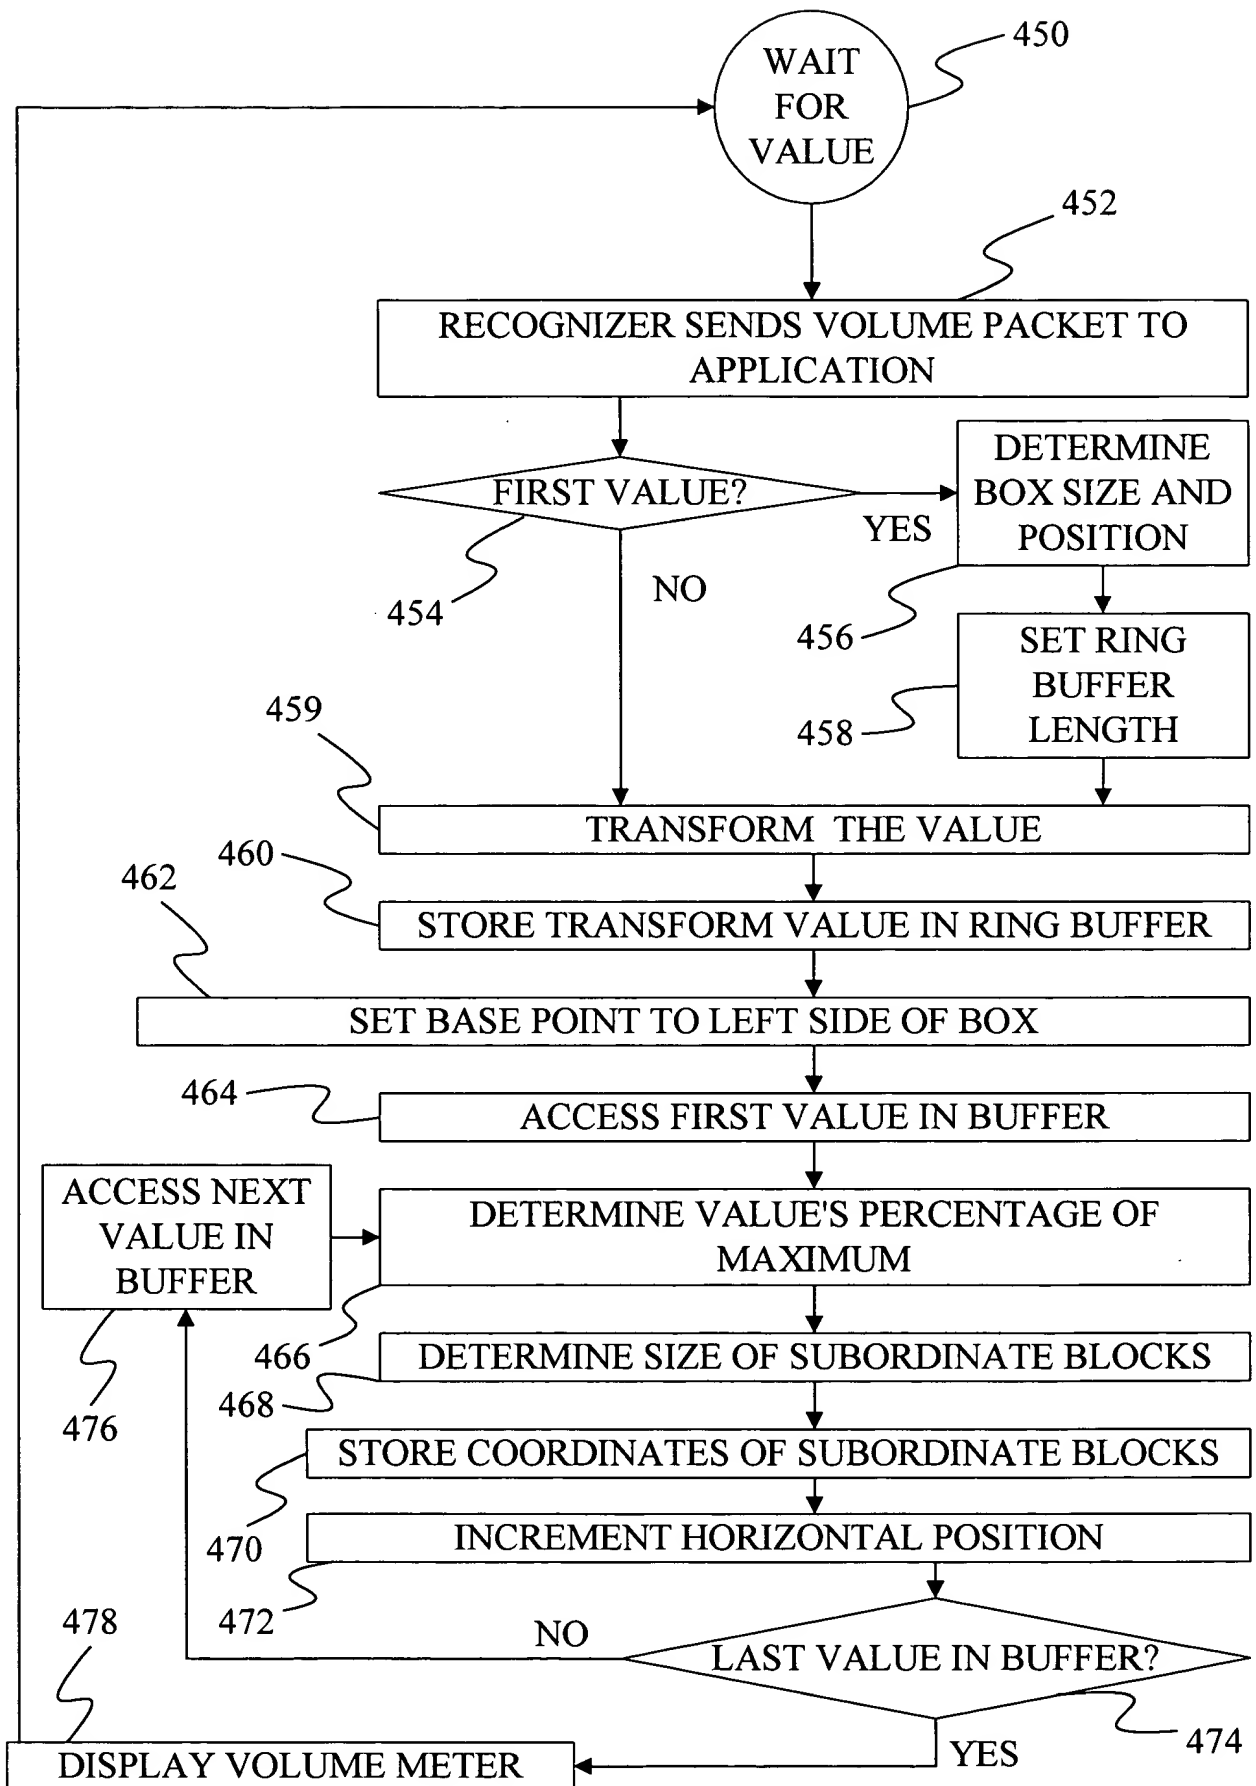 WAIT
FOR
VALUE
450
452
RECOGNIZER SENDS VOLUME PACKET TO
APPLICATION
FIRST VALUE?
YES
NO
454
DETERMINE
BOX SIZE AND
POSITION
456
SET RING
BUFFER
LENGTH
458
459
TRANSFORM THE VALUE
460
STORE TRANSFORM VALUE IN RING BUFFER
462
SET BASE POINT TO LEFT SIDE OF BOX
464
ACCESS FIRST VALUE IN BUFFER
ACCESS NEXT
VALUE IN
BUFFER
476
DETERMINE VALUE'S PERCENTAGE OF
MAXIMUM
466
DETERMINE SIZE OF SUBORDINATE BLOCKS
468
STORE COORDINATES OF SUBORDINATE BLOCKS
470
INCREMENT HORIZONTAL POSITION
472
LAST VALUE IN BUFFER?
NO
474
YES
478
DISPLAY VOLUME METER